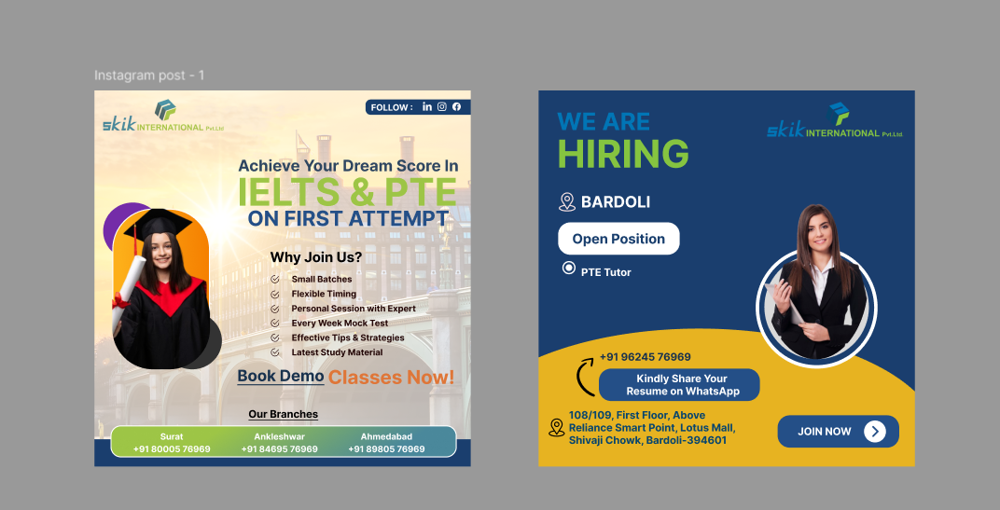 Instagram post - 1
skik INTERNATIONAL Pvt.Ltd
FOLLOW :
Achieve Your Dream Score In
IELTS & PTE
ON FIRST ATTEMPT
Why Join Us?
Small Batches
Flexible Timing
Personal Session with Expert
Every Week Mock Test
Effective Tips & Strategies
Latest Study Material
Book Demo Classes Now!
Our Branches
Surat Ankleshwar Ahmedabad
+91 80005 76969 +91 84695 76969 +91 89805 76969
WE ARE
HIRING
skik INTERNATIONAL Pvt.Ltd
BARDOLI
Open Position
PTE Tutor
+91 96245 76969
Kindly Share Your
Resume on WhatsApp
108/109, First Floor, Above
Reliance Smart Point, Lotus Mall,
Shivaji Chowk, Bardoli-394601
JOIN NOW